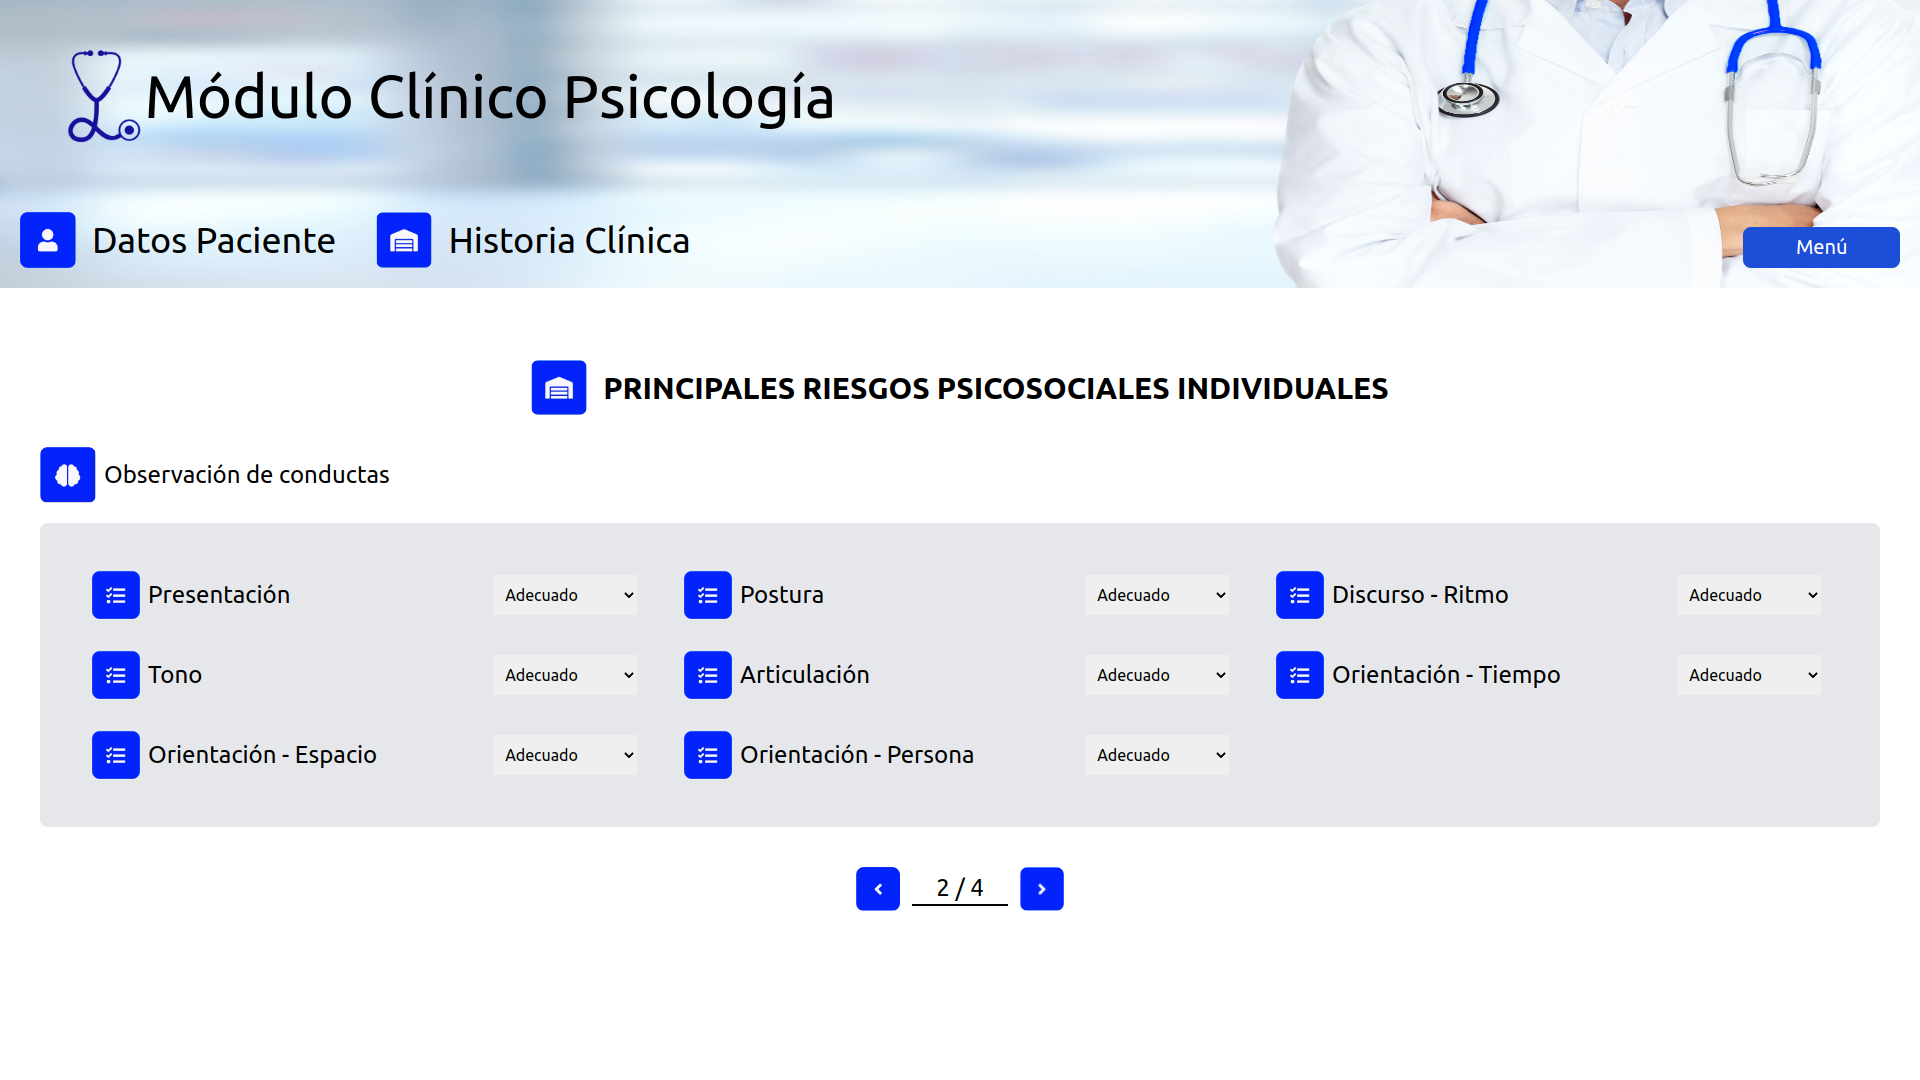 Módulo Clínico Psicología
Datos Paciente Historia Clínica
Menú
PRINCIPALES RIESGOS PSICOSOCIALES INDIVIDUALES
Observación de conductas
Presentación Adecuado Postura Adecuado Discurso - Ritmo Adecuado
Tono Adecuado Articulación Adecuado Orientación - Tiempo Adecuado
Orientación - Espacio Adecuado Orientación - Persona Adecuado
2 / 4